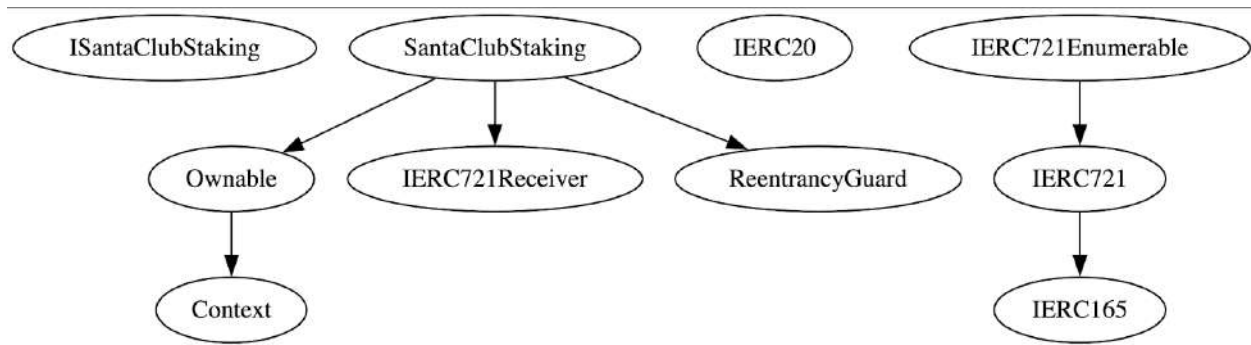 ISantaClubStaking
SantaClubStaking
IERC20
IERC721Enumerable
Ownable
IERC721Receiver
ReentrancyGuard
IERC721
Context
IERC165